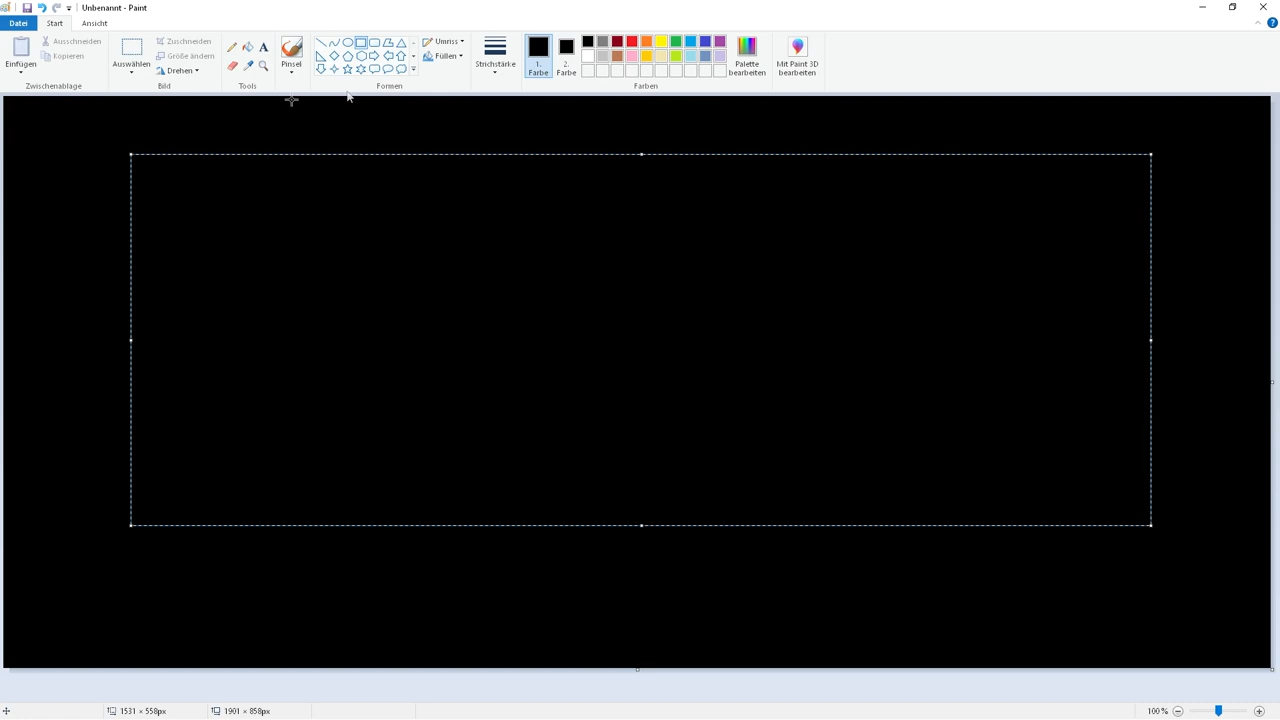 Unbenannt - Paint
Datei Start Ansicht
Einfügen
Ausschneiden
Kopieren
Zwischenablage
Auswählen
Zuschneiden
Größe ändern
Drehen
Bild
Tools
Pinsel
Umriss
Füllen
Formen
Strichstärke
1.
Farbe
2.
Farbe
Palette
bearbeiten
Farben
Mit Paint 3D
bearbeiten
1531 × 558px
1901 × 858px
100 %